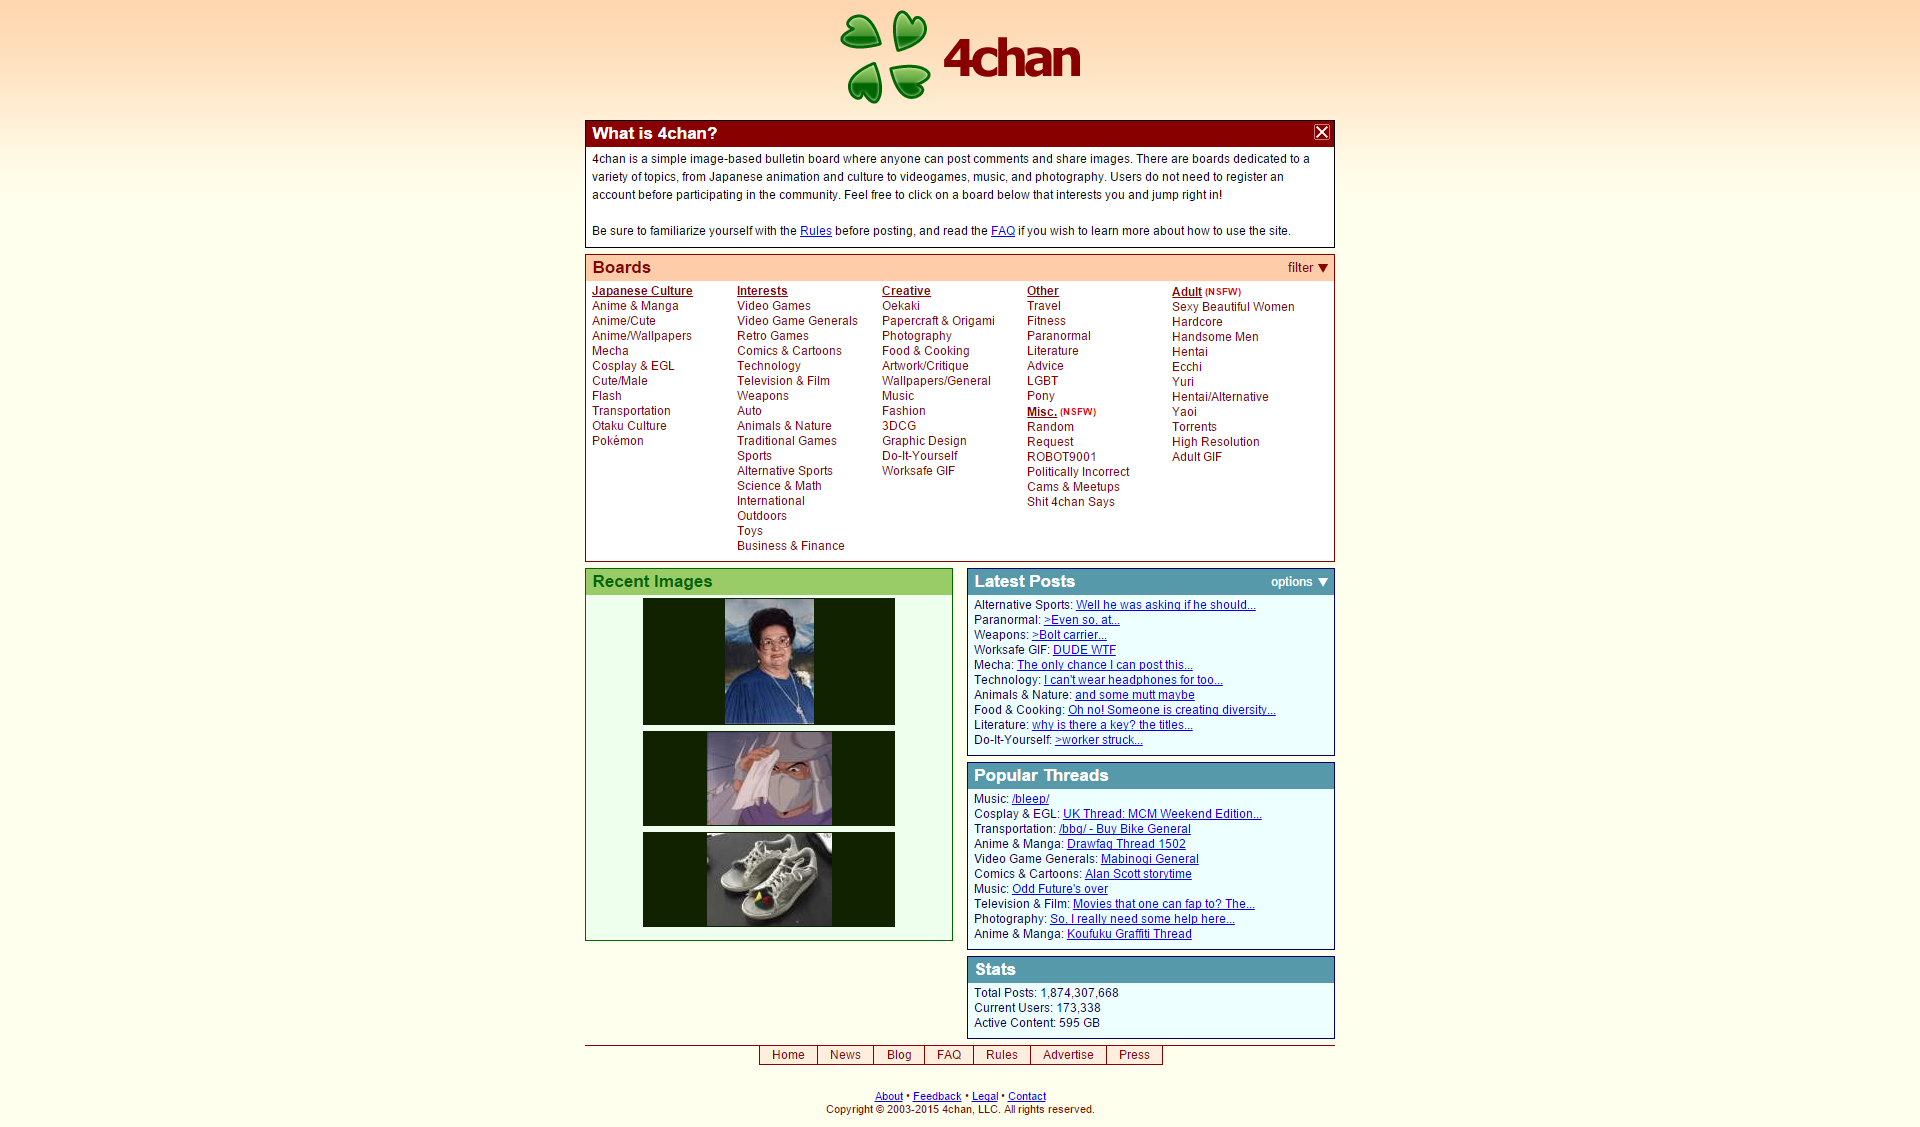 4chan
What is 4chan?
4chan is a simple image-based bulletin board where anyone can post comments and share images. There are boards dedicated to a
variety of topics, from Japanese animation and culture to videogames, music, and photography. Users do not need to register an
account before participating in the community. Feel free to click on a board below that interests you and jump right in!
Be sure to familiarize yourself with the Rules before posting, and read the FAQ if you wish to learn more about how to use the site.
Boards
filter ▼
Japanese Culture
Anime & Manga
Anime/Cute
Anime/Wallpapers
Mecha
Cosplay & EGL
Cute/Male
Flash
Transportation
Otaku Culture
Pokémon
Interests
Video Games
Video Game Generals
Retro Games
Comics & Cartoons
Technology
Television & Film
Weapons
Auto
Animals & Nature
Traditional Games
Sports
Alternative Sports
Science & Math
International
Outdoors
Toys
Business & Finance
Creative
Oekaki
Papercraft & Origami
Photography
Food & Cooking
Artwork/Critique
Wallpapers/General
Music
Fashion
3DCG
Graphic Design
Do-It-Yourself
Worksafe GIF
Other
Travel
Fitness
Paranormal
Literature
Advice
LGBT
Pony
Misc. (NSFW)
Random
Request
ROBOT9001
Politically Incorrect
Cams & Meetups
Shit 4chan Says
Adult (NSFW)
Sexy Beautiful Women
Hardcore
Handsome Men
Hentai
Ecchi
Yuri
Hentai/Alternative
Yaoi
Torrents
High Resolution
Adult GIF
Recent Images
Latest Posts
options ▼
Alternative Sports: Well he was asking if he should...
Paranormal: >Even so, at...
Weapons: >Bolt carrier...
Worksafe GIF: DUDE WTF
Mecha: The only chance I can post this...
Technology: I can't wear headphones for too...
Animals & Nature: and some mutt maybe
Food & Cooking: Oh no! Someone is creating diversity...
Literature: why is there a key? the titles...
Do-It-Yourself: >worker struck...
Popular Threads
Music: /bleep/
Cosplay & EGL: UK Thread: MCM Weekend Edition...
Transportation: /bbg/ - Buy Bike General
Anime & Manga: Drawfag Thread 1502
Video Game Generals: Mabinogi General
Comics & Cartoons: Alan Scott storytime
Music: Odd Future's over
Television & Film: Movies that one can fap to? The...
Photography: So, I really need some help here...
Anime & Manga: Koufuku Graffiti Thread
Stats
Total Posts: 1,874,307,668
Current Users: 173,338
Active Content: 595 GB
Home News Blog FAQ Rules Advertise Press
About • Feedback • Legal • Contact
Copyright © 2003-2015 4chan, LLC. All rights reserved.